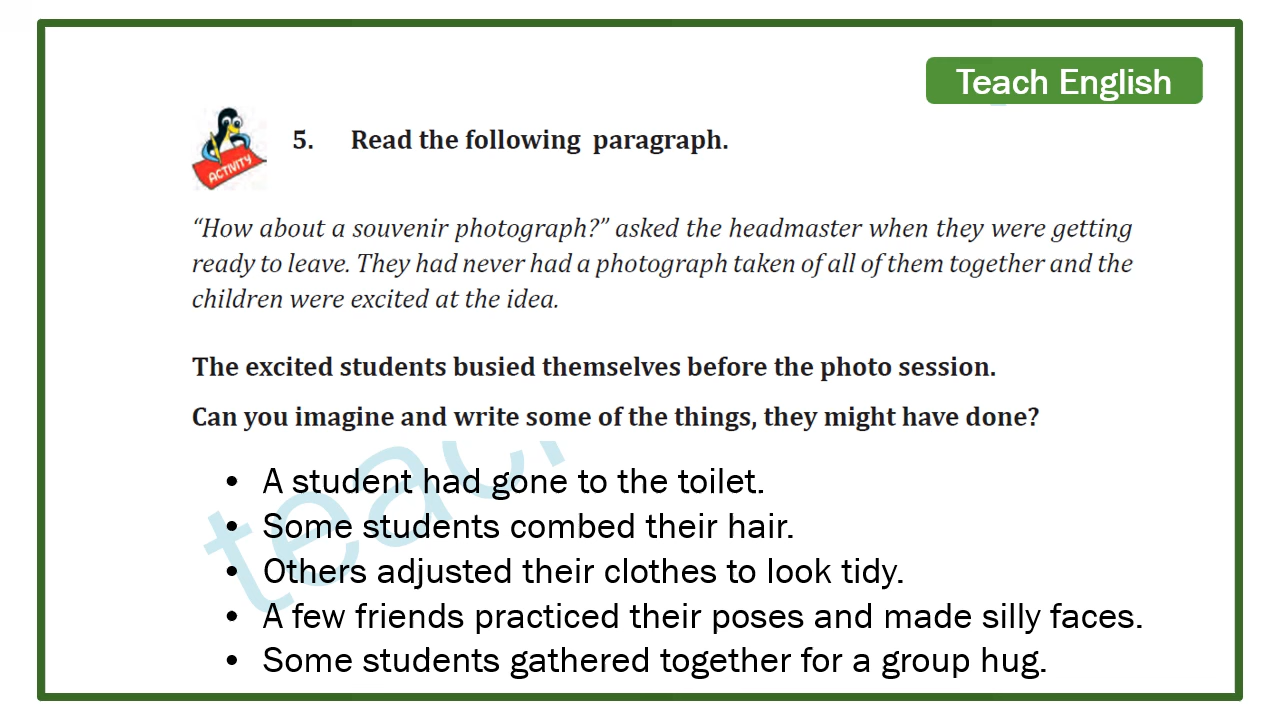 Teach English
ACTIVITY
5. Read the following paragraph.
“How about a souvenir photograph?” asked the headmaster when they were getting
ready to leave. They had never had a photograph taken of all of them together and the
children were excited at the idea.
The excited students busied themselves before the photo session.
Can you imagine and write some of the things, they might have done?
• A student had gone to the toilet.
• Some students combed their hair.
• Others adjusted their clothes to look tidy.
• A few friends practiced their poses and made silly faces.
• Some students gathered together for a group hug.